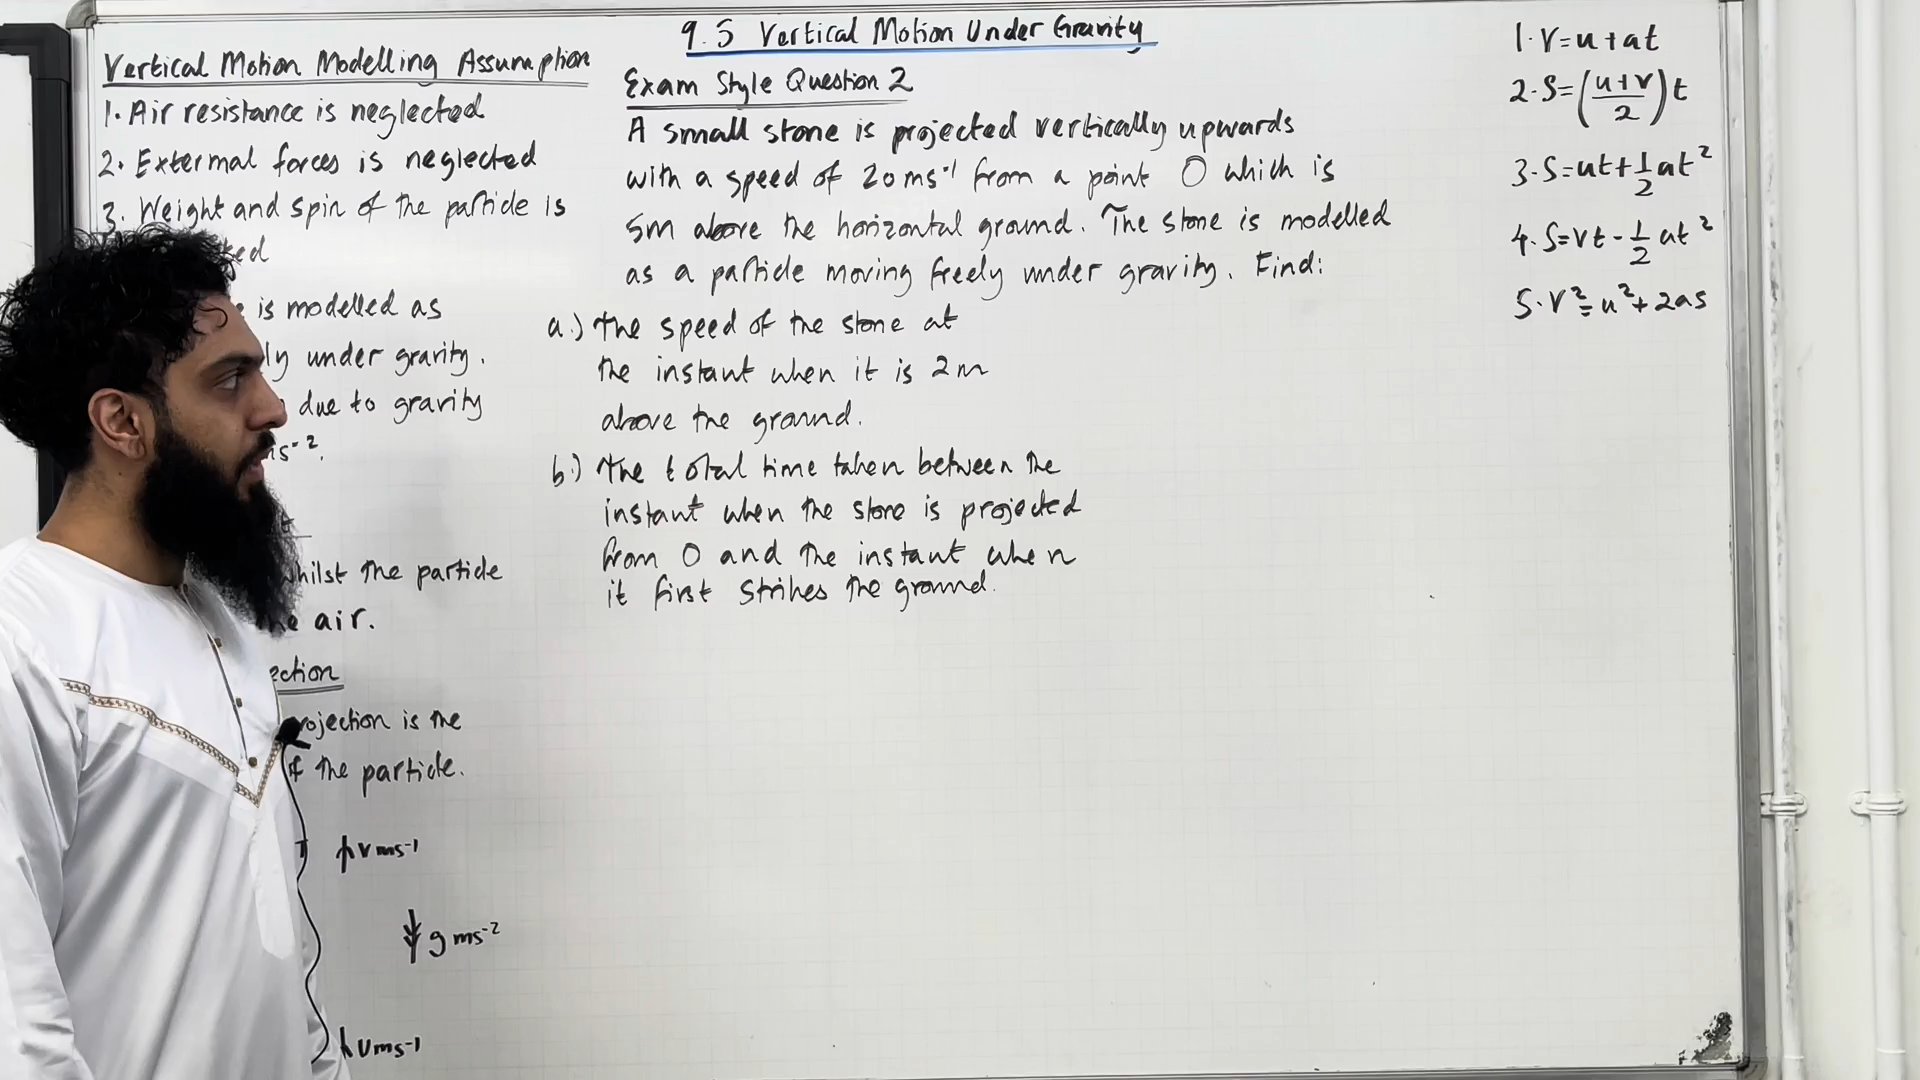 9.5 Vertical Motion Under Gravity
Vertical Motion Modelling Assumption
1. Air resistance is neglected
2. External forces is neglected
3. Weight and spin of the particle is
ted
is modelled as
ly under gravity.
due to gravity
ms⁻².
whilst the particle
he air.
ection
rojection is the
of the particle.
v ms⁻¹
g ms⁻²
u ms⁻¹
Exam Style Question 2
A small stone is projected vertically upwards
with a speed of 20ms⁻¹ from a point O which is
5m above the horizontal ground. The stone is modelled
as a particle moving freely under gravity. Find:
a.) The speed of the stone at
the instant when it is 2m
above the ground.
b.) The total time taken between the
instant when the stone is projected
from O and the instant when
it first strikes the ground.
1. v=u+at
2. S=((u+v)/2)t
3. S=ut+1/2at²
4. S=vt-1/2at²
5. v²=u²+2as